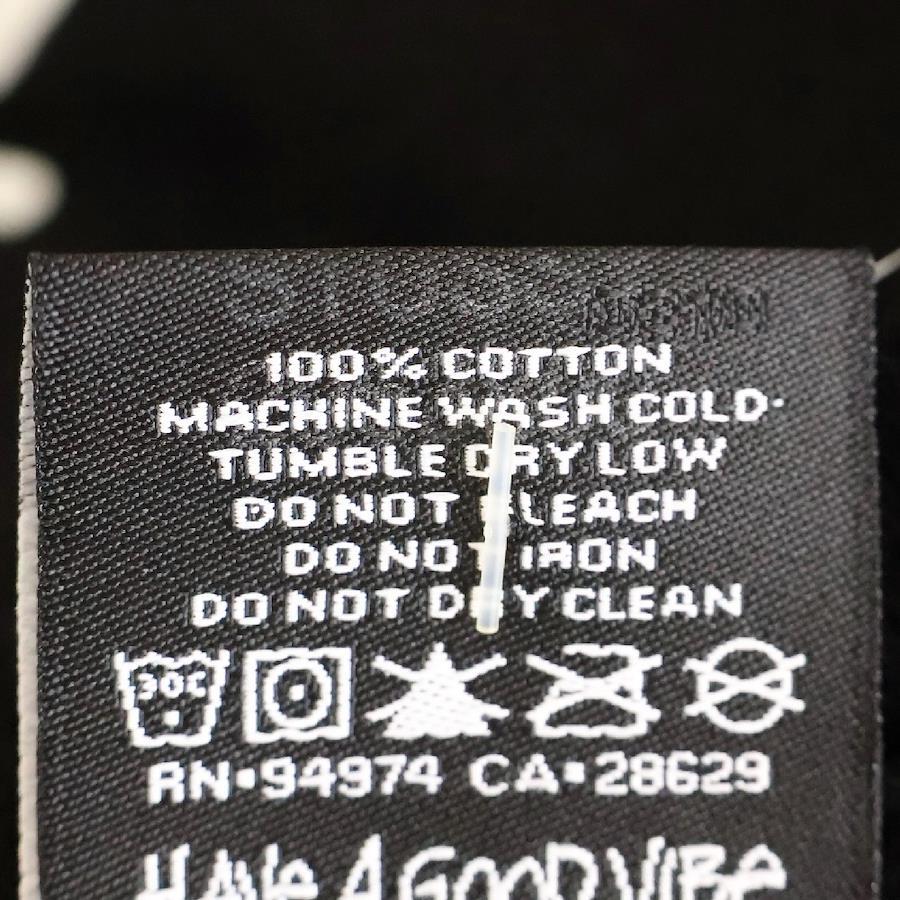 100% COTTON
MACHINE WASH COLD·
TUMBLE DRY LOW
DO NOT BLEACH
DO NOT IRON
DO NOT DRY CLEAN
30C
RN·94974 CA·28629
HAVE A GOOD VIBE